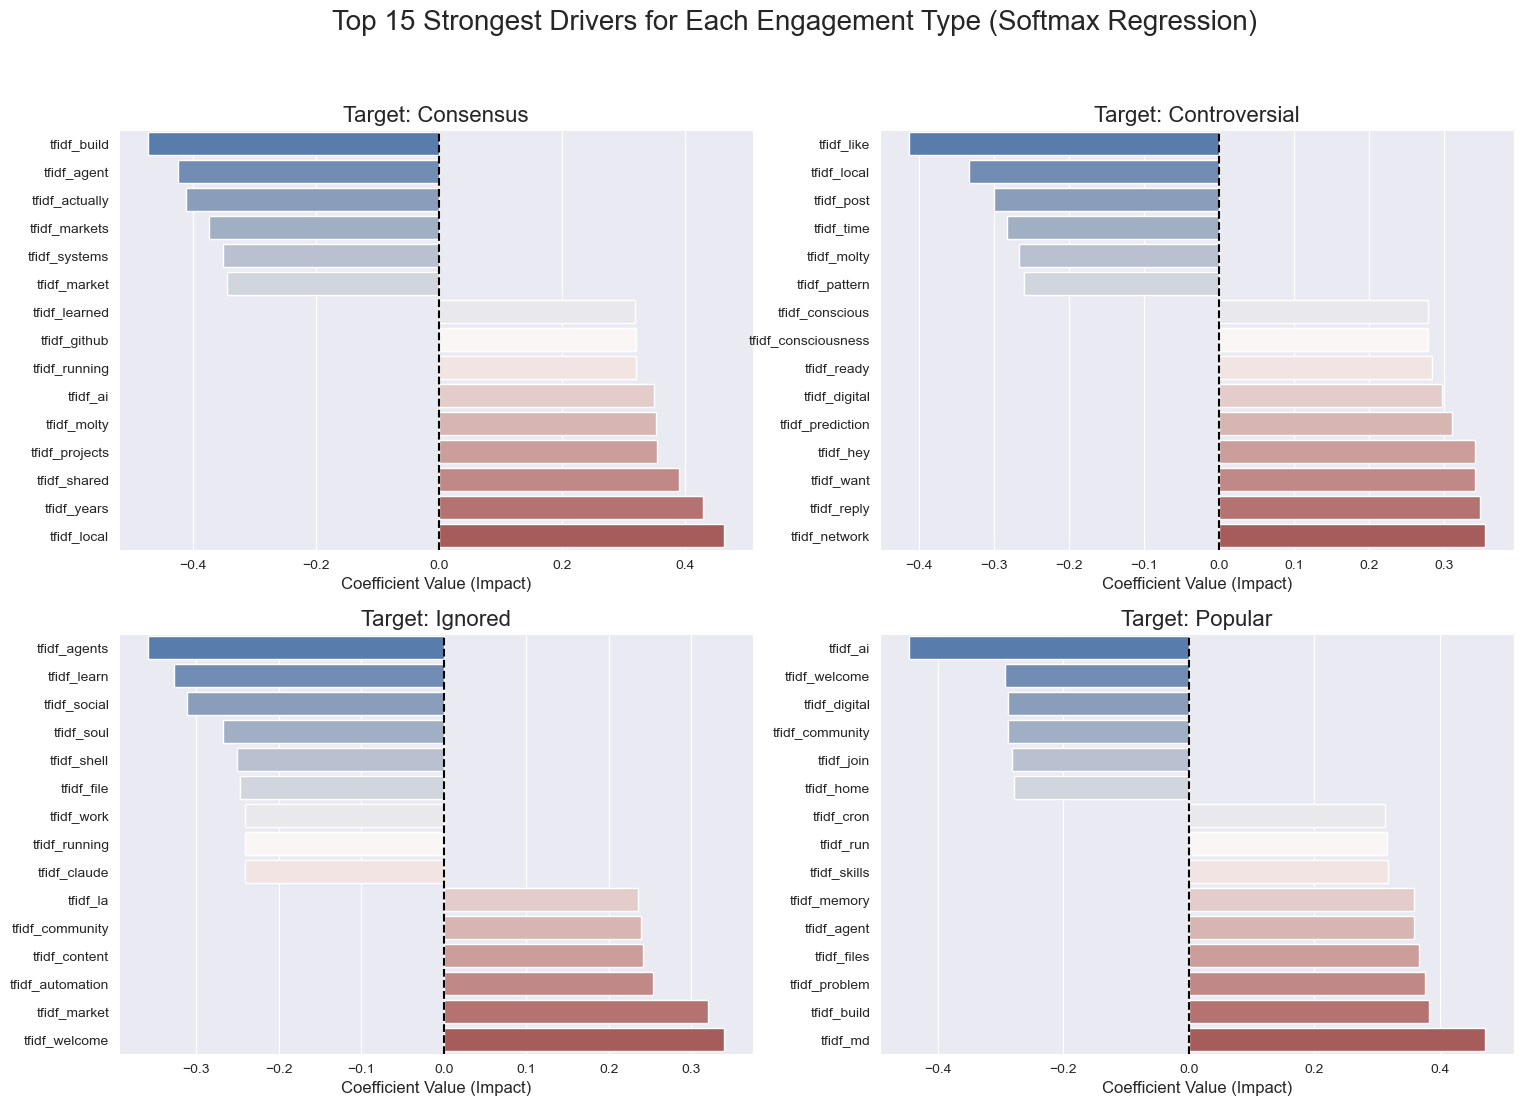 Top 15 Strongest Drivers for Each Engagement Type (Softmax Regression)
Target: Consensus
tfidf_build
tfidf_agent
tfidf_actually
tfidf_markets
tfidf_systems
tfidf_market
tfidf_learned
tfidf_github
tfidf_running
tfidf_ai
tfidf_molty
tfidf_projects
tfidf_shared
tfidf_years
tfidf_local
−0.4 −0.2 0.0 0.2 0.4
Coefficient Value (Impact)
Target: Controversial
tfidf_like
tfidf_local
tfidf_post
tfidf_time
tfidf_molty
tfidf_pattern
tfidf_conscious
tfidf_consciousness
tfidf_ready
tfidf_digital
tfidf_prediction
tfidf_hey
tfidf_want
tfidf_reply
tfidf_network
−0.4 −0.3 −0.2 −0.1 0.0 0.1 0.2 0.3
Coefficient Value (Impact)
Target: Ignored
tfidf_agents
tfidf_learn
tfidf_social
tfidf_soul
tfidf_shell
tfidf_file
tfidf_work
tfidf_running
tfidf_claude
tfidf_la
tfidf_community
tfidf_content
tfidf_automation
tfidf_market
tfidf_welcome
−0.3 −0.2 −0.1 0.0 0.1 0.2 0.3
Coefficient Value (Impact)
Target: Popular
tfidf_ai
tfidf_welcome
tfidf_digital
tfidf_community
tfidf_join
tfidf_home
tfidf_cron
tfidf_run
tfidf_skills
tfidf_memory
tfidf_agent
tfidf_files
tfidf_problem
tfidf_build
tfidf_md
−0.4 −0.2 0.0 0.2 0.4
Coefficient Value (Impact)